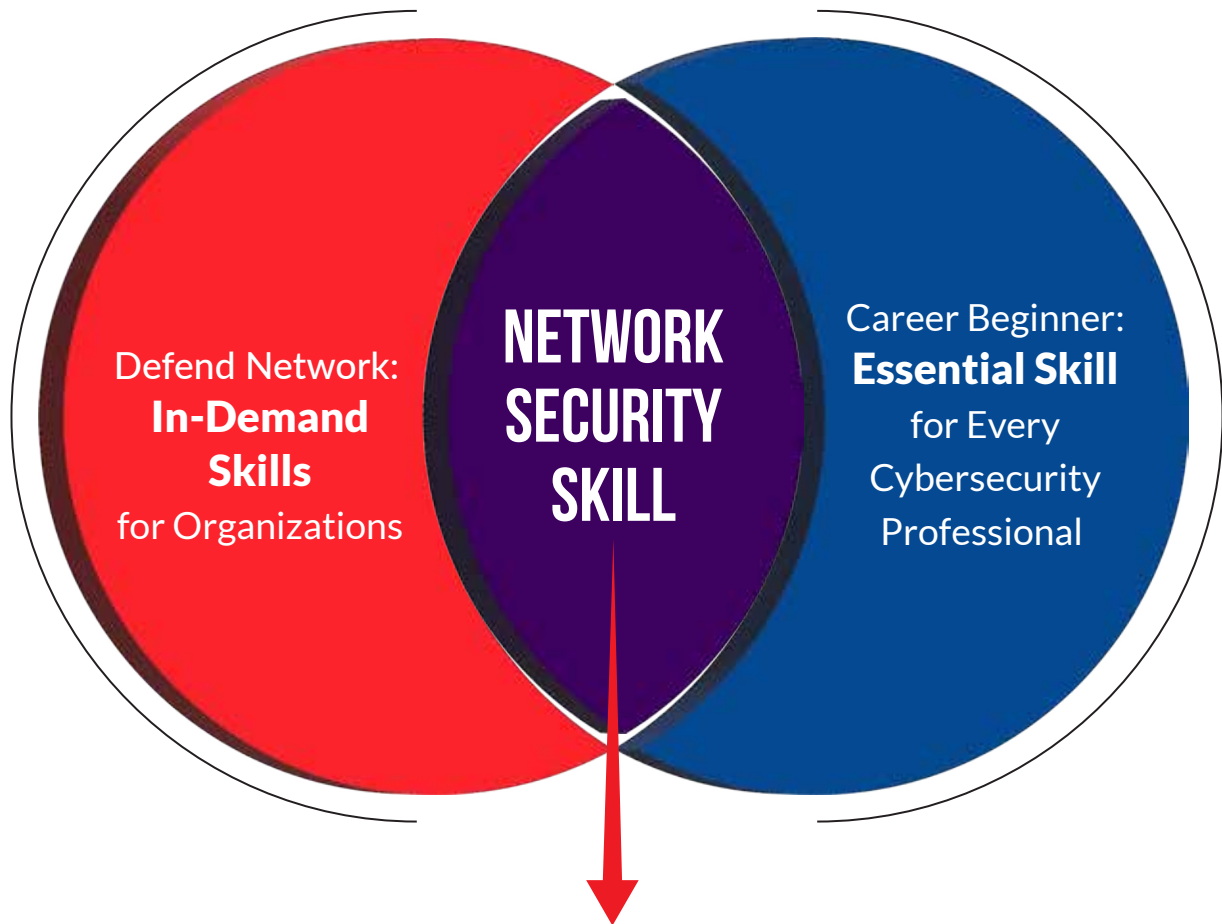 Defend Network:
In-Demand
Skills
for Organizations
NETWORK
SECURITY
SKILL
Career Beginner:
Essential Skill
for Every
Cybersecurity
Professional